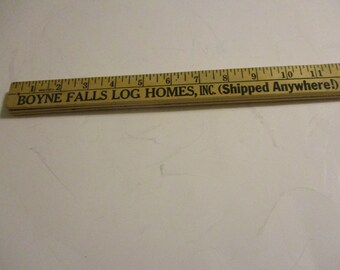 1 2 3 4 5 6 7 8 9 10 11
BOYNE FALLS LOG HOMES, INC. (Shipped Anywhere!)